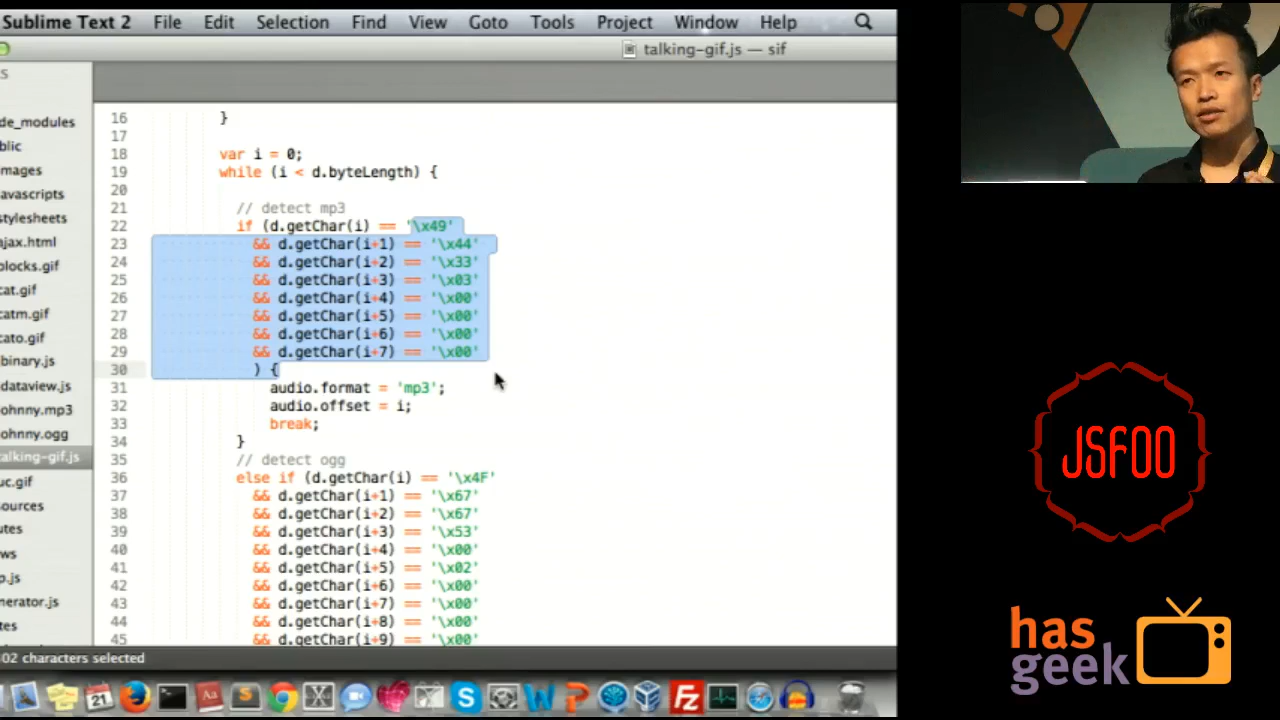 Sublime Text 2 File Edit Selection Find View Goto Tools Project Window Help
talking-gif.js — sif
S
de_modules
blic
mages
avascripts
stylesheets
ajax.html
blocks.gif
cat.gif
catm.gif
cato.gif
binary.js
dataview.js
ohnny.mp3
ohnny.ogg
talking-gif.js
uc.gif
sources
utes
ws
p.js
nerator.js
tes
16 }
17
18 var i = 0;
19 while (i < d.byteLength) {
20
21 // detect mp3
22 if (d.getChar(i) == '\x49'
23 && d.getChar(i+1) == '\x44'
24 && d.getChar(i+2) == '\x33'
25 && d.getChar(i+3) == '\x03'
26 && d.getChar(i+4) == '\x00'
27 && d.getChar(i+5) == '\x00'
28 && d.getChar(i+6) == '\x00'
29 && d.getChar(i+7) == '\x00'
30 ) {
31 audio.format = 'mp3';
32 audio.offset = i;
33 break;
34 }
35 // detect ogg
36 else if (d.getChar(i) == '\x4F'
37 && d.getChar(i+1) == '\x67'
38 && d.getChar(i+2) == '\x67'
39 && d.getChar(i+3) == '\x53'
40 && d.getChar(i+4) == '\x00'
41 && d.getChar(i+5) == '\x02'
42 && d.getChar(i+6) == '\x00'
43 && d.getChar(i+7) == '\x00'
44 && d.getChar(i+8) == '\x00'
45 && d.getChar(i+9) == '\x00'
02 characters selected
21
Aa
S
X
S
W
P
Fz
JSFOO
has
geek